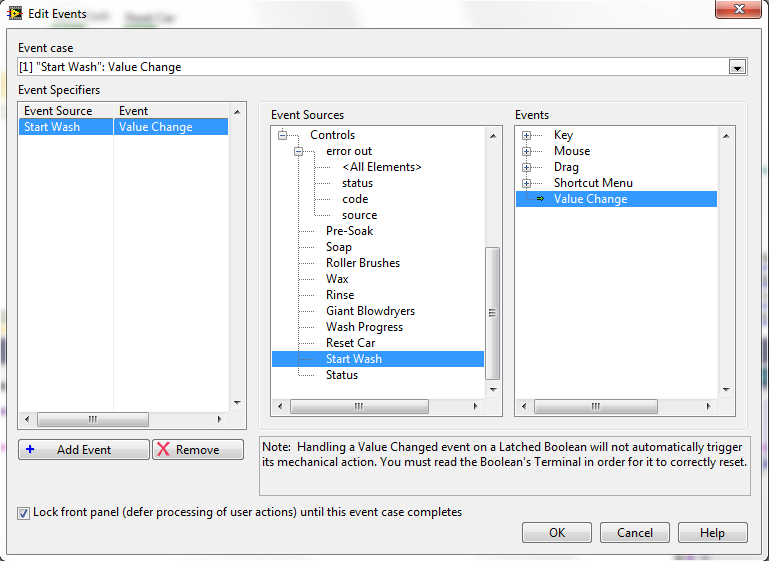 Edit Events
Event case
[1] "Start Wash": Value Change
Event Specifiers
Event Source Event
Start Wash Value Change
Add Event Remove
Event Sources
Controls
error out
<All Elements>
status
code
source
Pre-Soak
Soap
Roller Brushes
Wax
Rinse
Giant Blowdryers
Wash Progress
Reset Car
Start Wash
Status
Events
Key
Mouse
Drag
Shortcut Menu
Value Change
Note: Handling a Value Changed event on a Latched Boolean will not automatically trigger
its mechanical action. You must read the Boolean's Terminal in order for it to correctly reset.
Lock front panel (defer processing of user actions) until this event case completes
OK Cancel Help